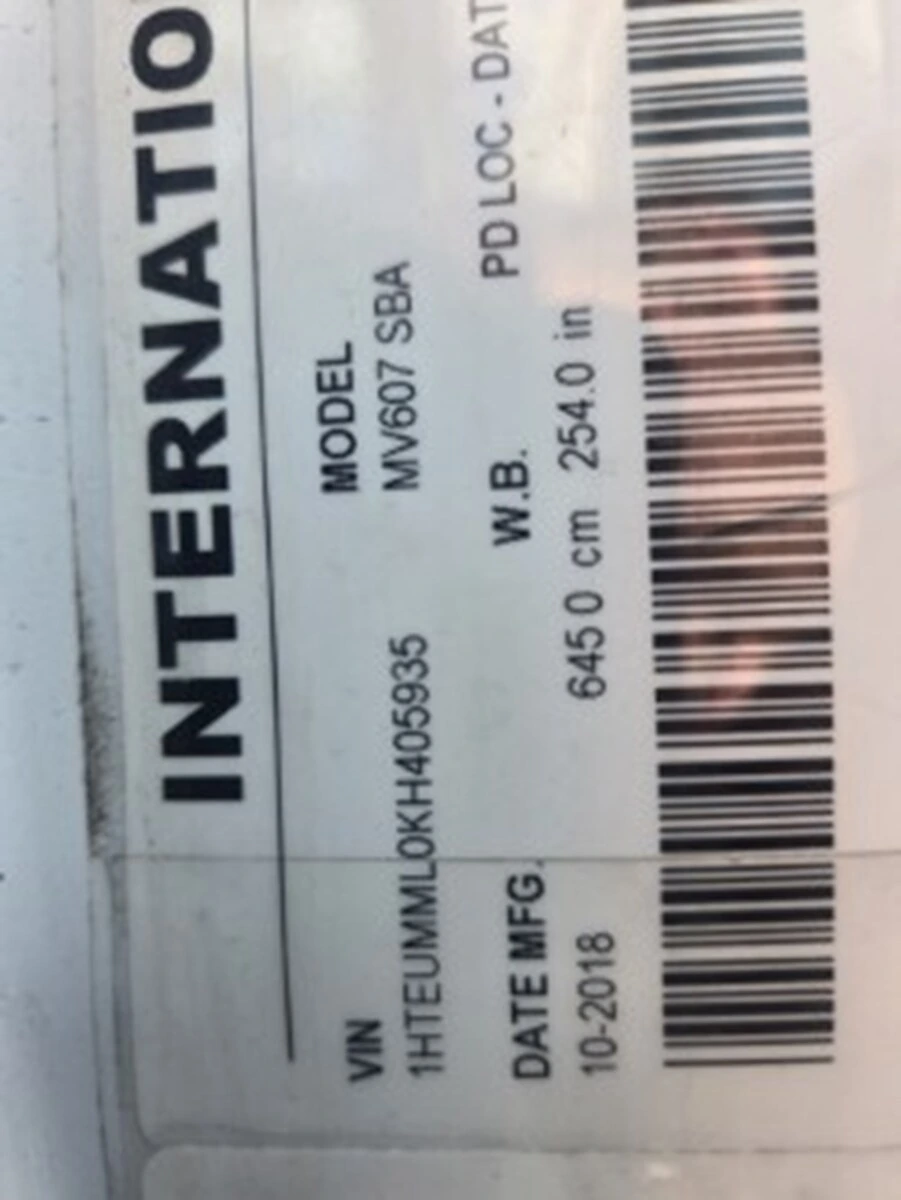 INTERNATIO
VIN MODEL
1HTEUMML0KH405935 MV607 SBA
DATE MFG. W.B. PD LOC - DAT
10-2018 645 0 cm 254.0 in